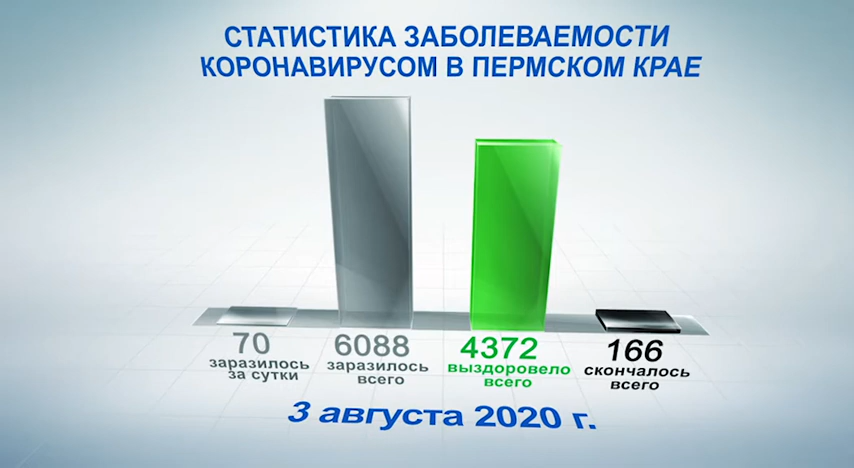 СТАТИСТИКА ЗАБОЛЕВАЕМОСТИ
КОРОНАВИРУСОМ В ПЕРМСКОМ КРАЕ
70
заразилось
за сутки
6088
заразилось
всего
4372
выздоровело
всего
166
скончалось
всего
3 августа 2020 г.